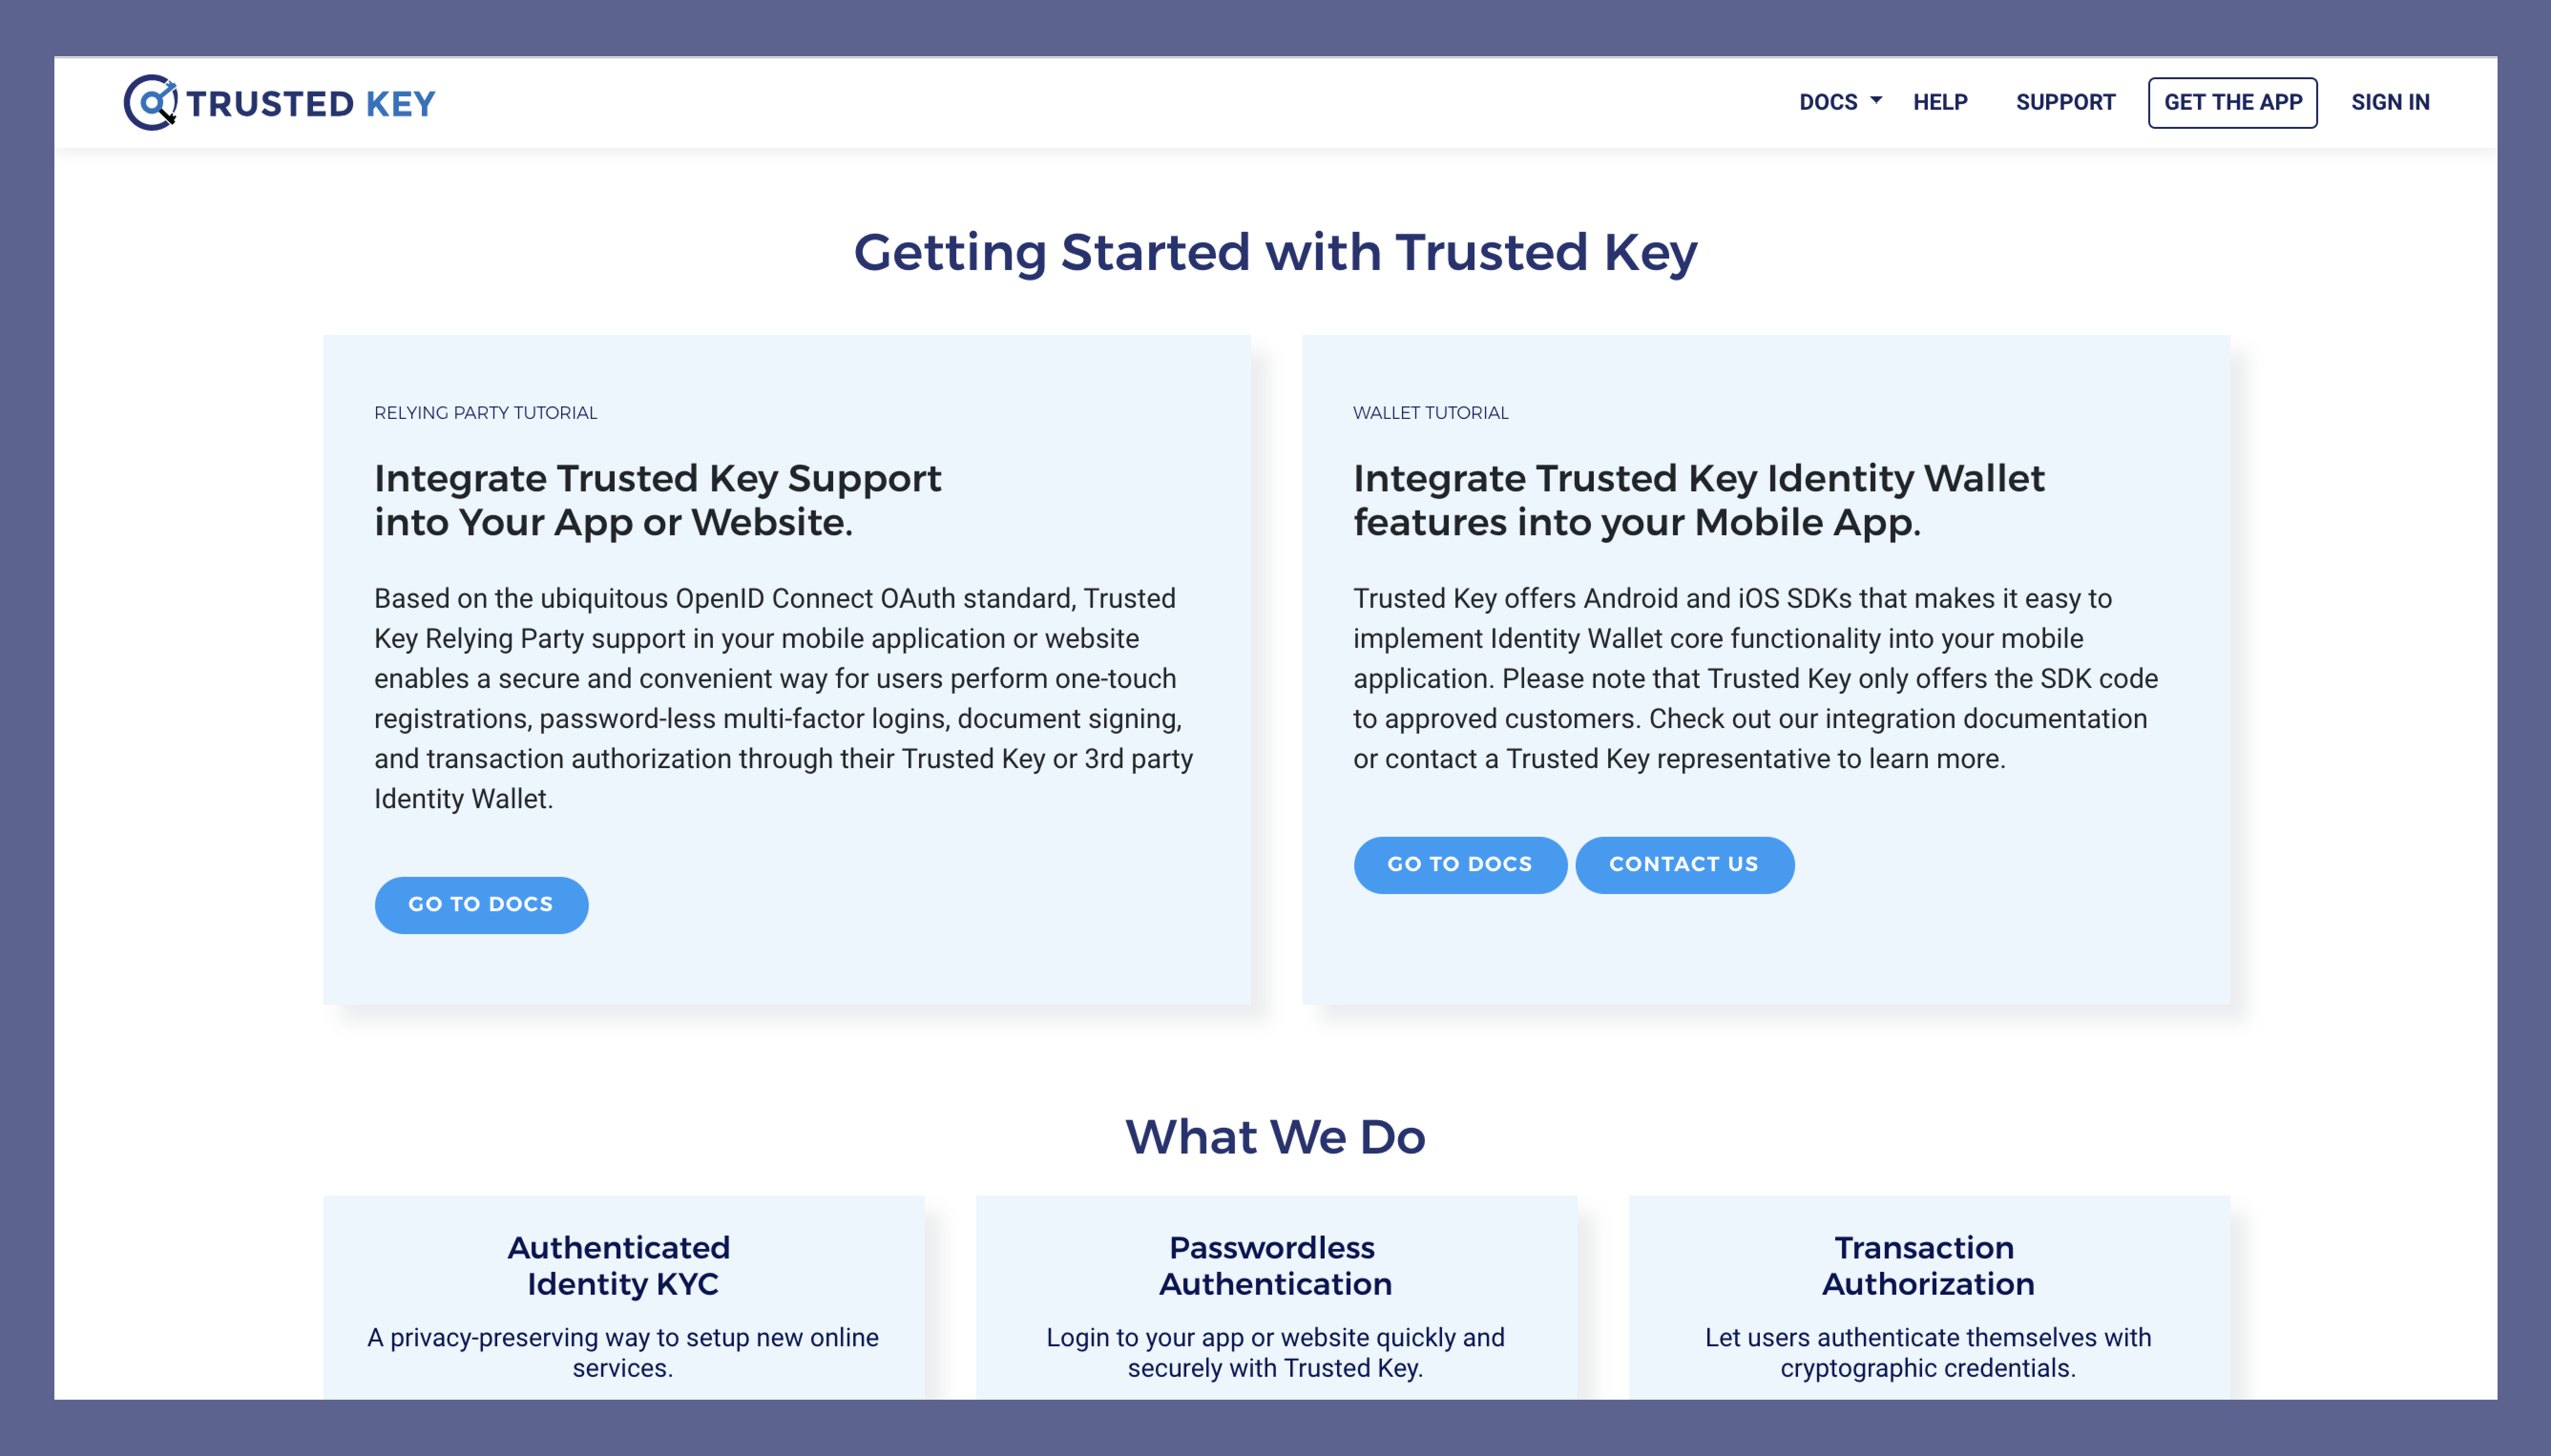 TRUSTED KEY
DOCS HELP SUPPORT GET THE APP SIGN IN
Getting Started with Trusted Key
RELYING PARTY TUTORIAL
Integrate Trusted Key Support
into Your App or Website.
Based on the ubiquitous OpenID Connect OAuth standard, Trusted
Key Relying Party support in your mobile application or website
enables a secure and convenient way for users perform one-touch
registrations, password-less multi-factor logins, document signing,
and transaction authorization through their Trusted Key or 3rd party
Identity Wallet.
GO TO DOCS
WALLET TUTORIAL
Integrate Trusted Key Identity Wallet
features into your Mobile App.
Trusted Key offers Android and iOS SDKs that makes it easy to
implement Identity Wallet core functionality into your mobile
application. Please note that Trusted Key only offers the SDK code
to approved customers. Check out our integration documentation
or contact a Trusted Key representative to learn more.
GO TO DOCS CONTACT US
What We Do
Authenticated
Identity KYC
A privacy-preserving way to setup new online
services.
Passwordless
Authentication
Login to your app or website quickly and
securely with Trusted Key.
Transaction
Authorization
Let users authenticate themselves with
cryptographic credentials.